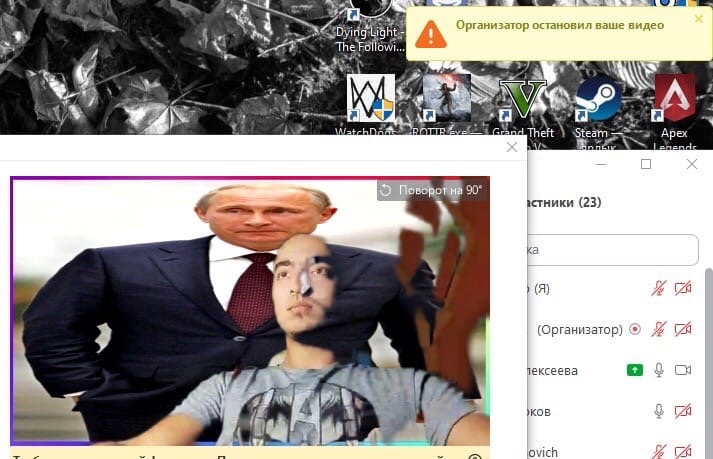 Организатор остановил ваше видео
Dying Light -
The Followi...
WatchDogs
ROTTR.exe —
Grand Theft
Steam —
ярлык
Apex
Legends
Поворот на 90°
астники (23)
ка
(Я)
(Организатор)
лексеева
ков
ovich